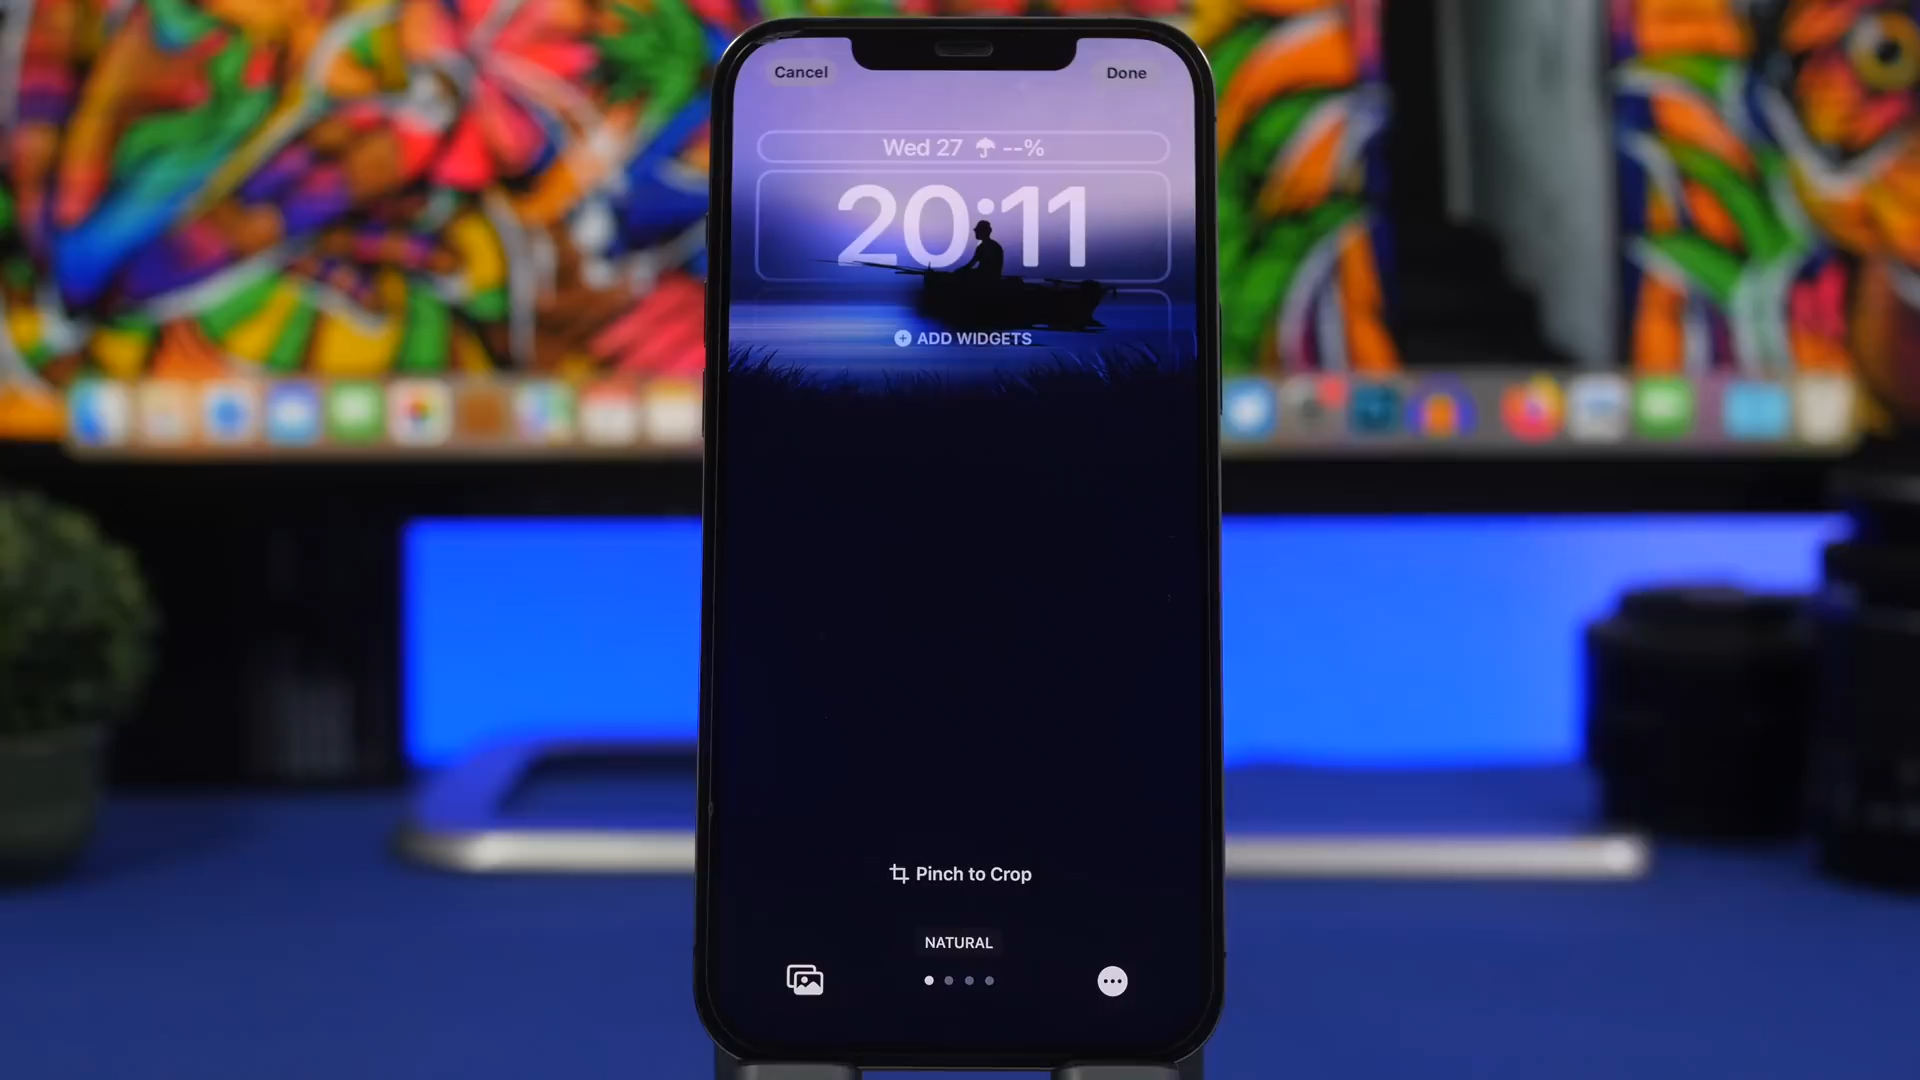 Cancel
Done
Wed 27 --%
20:11
ADD WIDGETS
Pinch to Crop
NATURAL